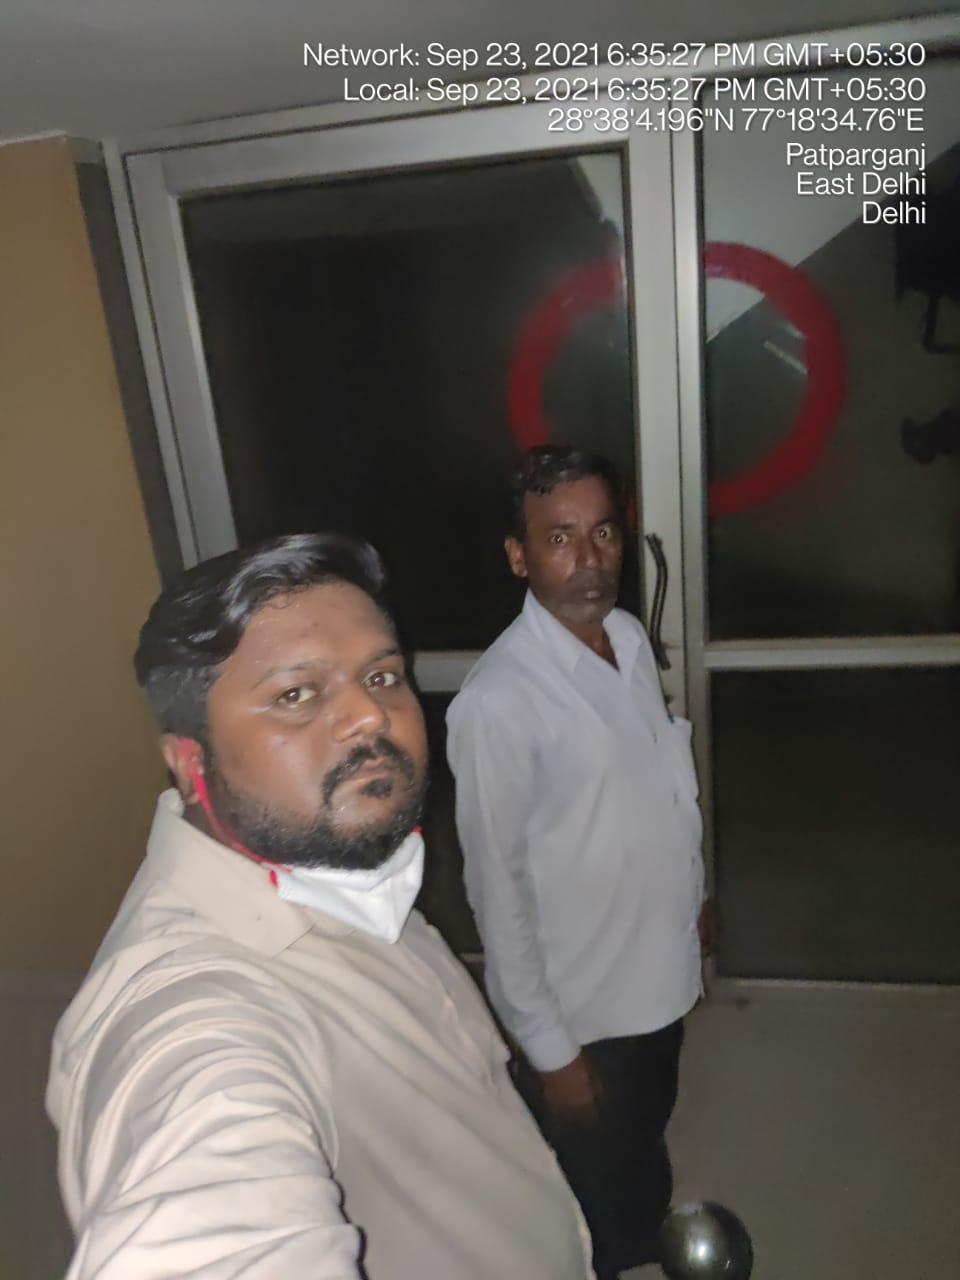 Network: Sep 23, 2021 6:35:27 PM GMT+05:30
Local: Sep 23, 2021 6:35:27 PM GMT+05:30
28°38'4.196"N 77°18'34.76"E
Patparganj
East Delhi
Delhi